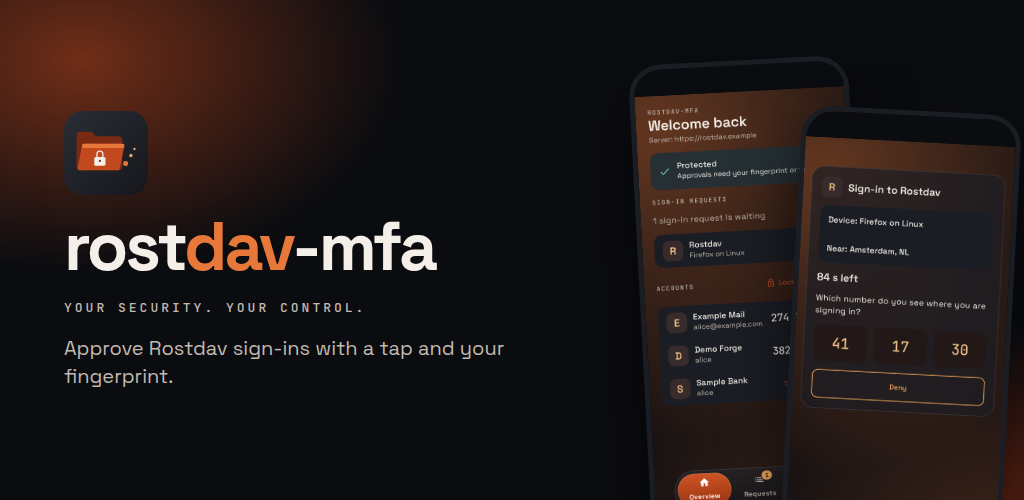 rostdav-mfa
YOUR SECURITY. YOUR CONTROL.
Approve Rostdav sign-ins with a tap and your
fingerprint.
ROSTDAV-MFA
Welcome back
Server: https://rostdav.example
Protected
Approvals need your fingerprint or
SIGN-IN REQUESTS
1 sign-in request is waiting
R
Rostdav
Firefox on Linux
ACCOUNTS
Lock
E
Example Mail
alice@example.com
274
D
Demo Forge
alice
382
S
Sample Bank
alice
Overview
1
Requests
R
Sign-in to Rostdav
Device: Firefox on Linux
Near: Amsterdam, NL
84 s left
Which number do you see where you are
signing in?
41 17 30
Deny